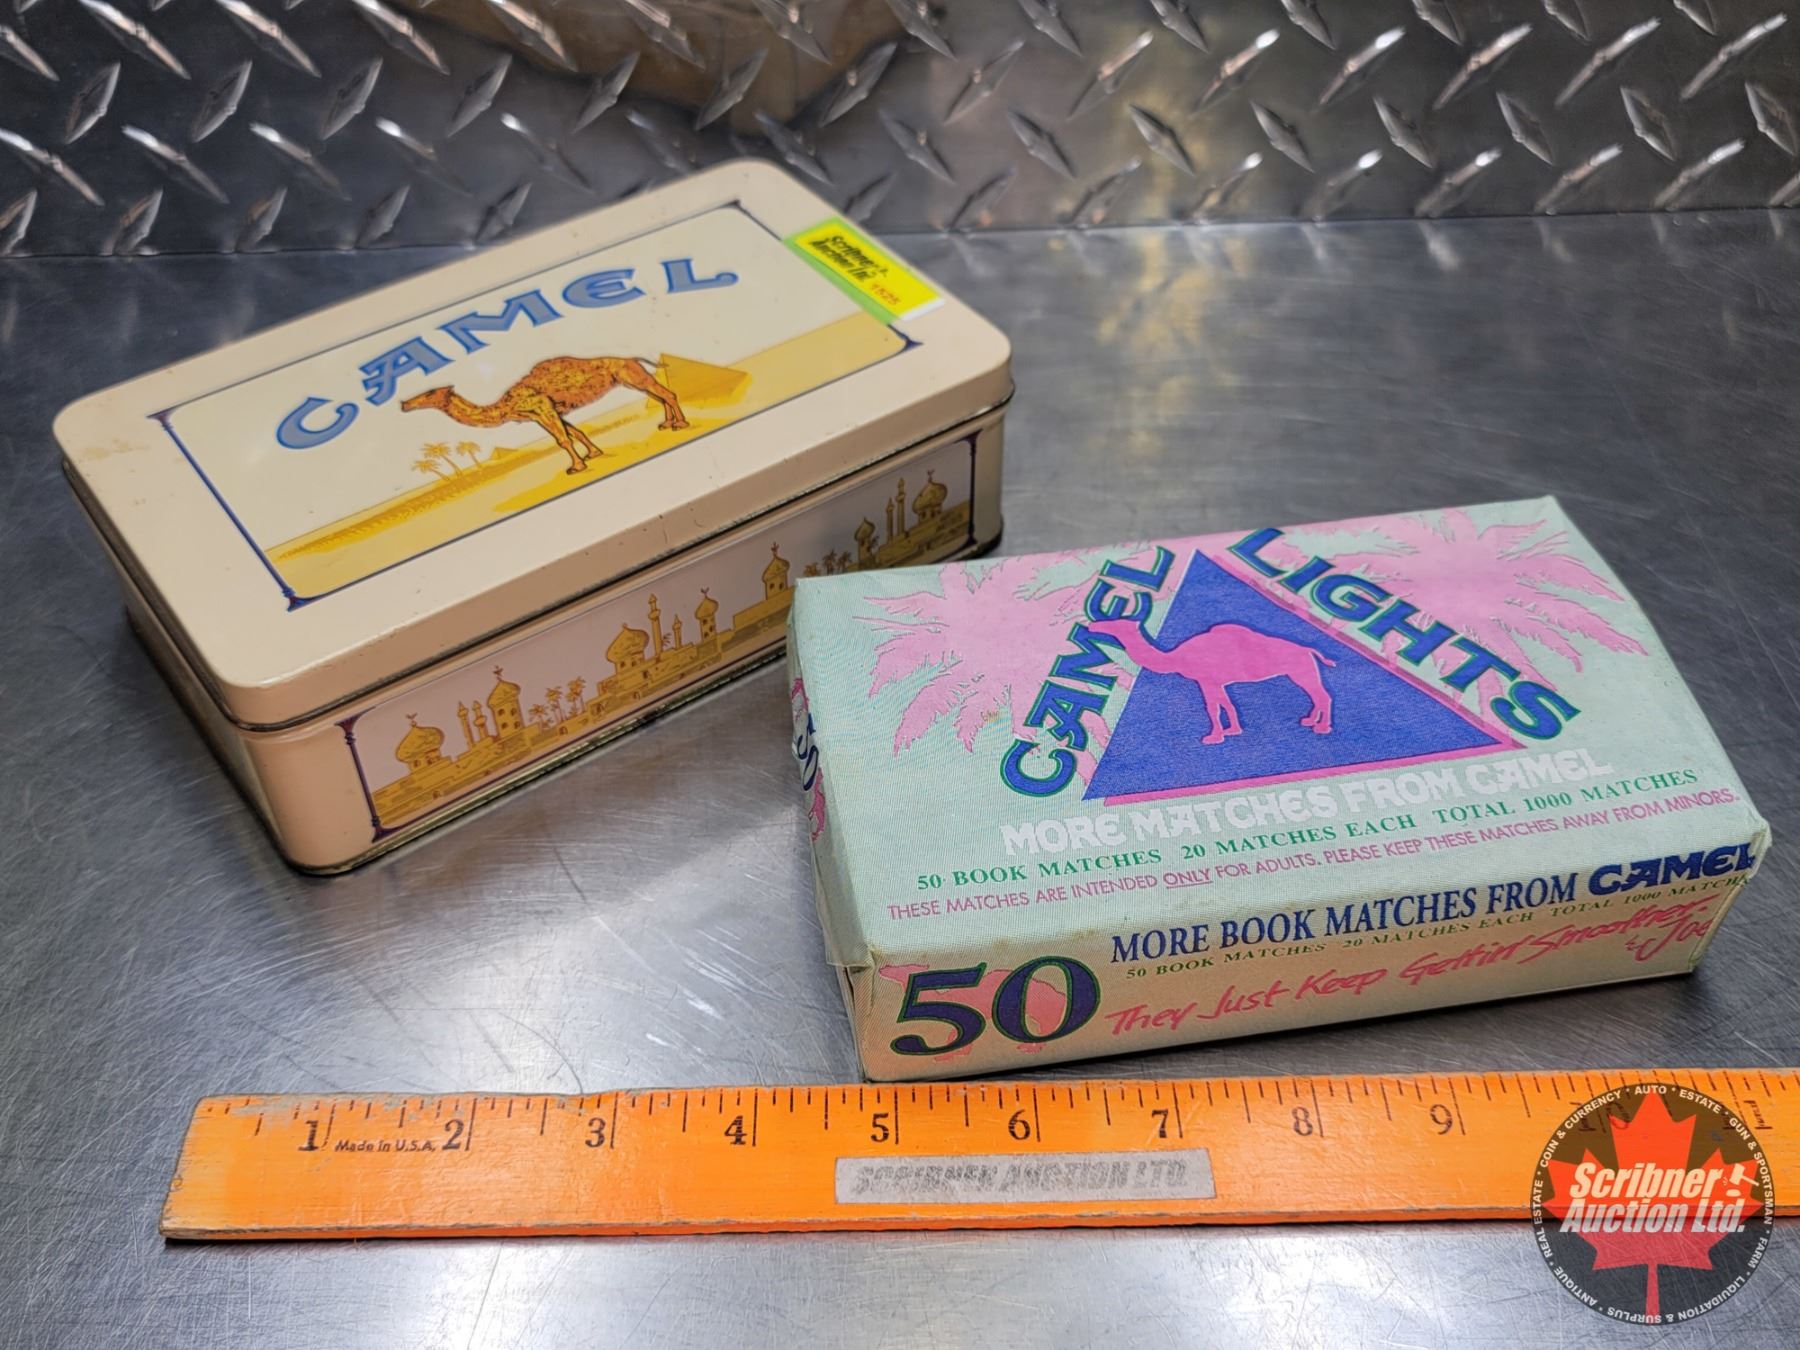 CAMEL
Scribner
Auction Ltd.
1525
CAMEL LIGHTS
MORE MATCHES FROM CAMEL
50 BOOK MATCHES 20 MATCHES EACH TOTAL 1000 MATCHES
THESE MATCHES ARE INTENDED ONLY FOR ADULTS. PLEASE KEEP THESE MATCHES AWAY FROM MINORS.
50
50
MORE BOOK MATCHES FROM CAMEL
50 BOOK MATCHES 20 MATCHES EACH TOTAL 1000 MATCH
They Just Keep Gettin' Smoother.
Joe
1 2 3 4 5 6 7 8 9
Made in U.S.A.
SCRIBNER AUCTION LTD.
COIN & CURRENCY • AUTO • ESTATE • GUN & SPORTSMAN • FARM • LIQUIDATION & SURPLUS • ANTIQUE • REAL ESTATE •
Scribner
Auction Ltd.